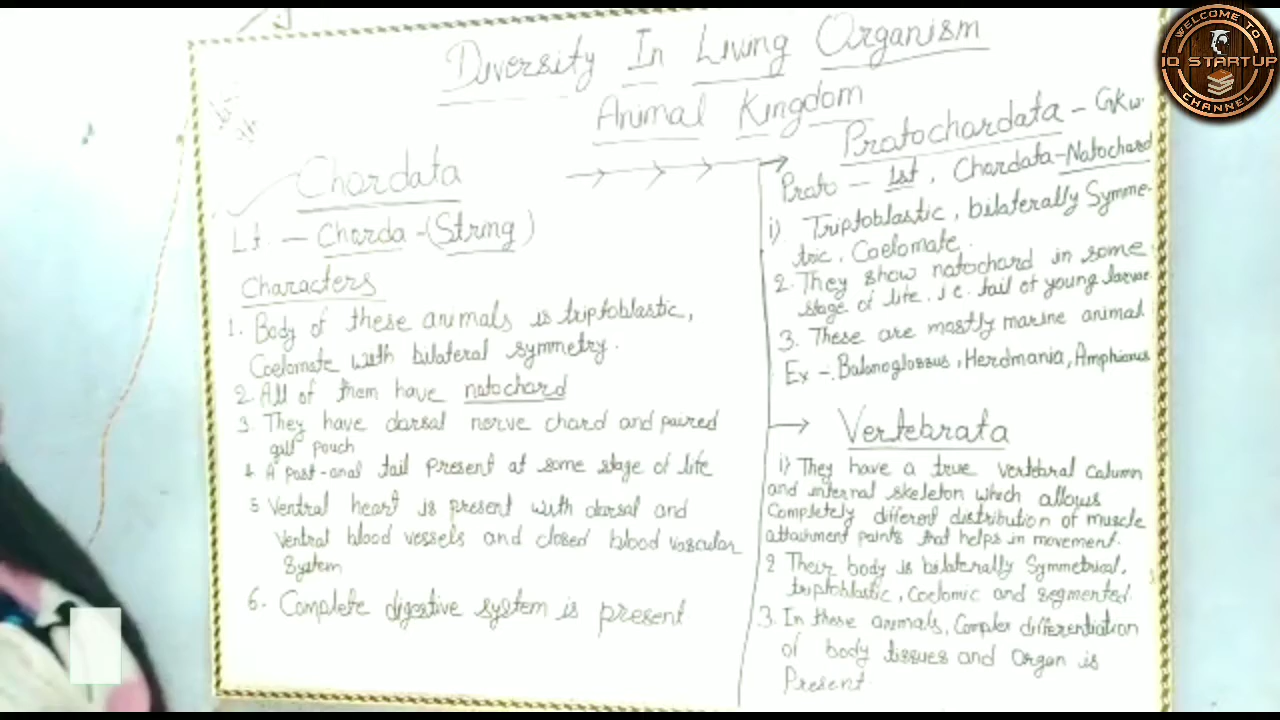 Diversity In Living Organism
Animal Kingdom
Chordata
Lt. — Chorda - (String)
Characters
1. Body of these animals is triptoblastic,
Coelomate with bilateral symmetry.
2. All of them have notochord
3. They have dorsal nerve chord and paired
gill pouch
4. A post-anal tail present at some stage of life
5 Ventral heart is present with dorsal and
Ventral blood vessels and closed blood vascular
System
6. Complete digestive system is present
Protochordata - Gk w.
Proto — 1st, Chordata - Notochord
i) Triptoblastic, bilaterally Symme-
tric, Coelomate.
2. They show notochord in some
stage of life. i.e. tail of young larvae
3. These are mostly marine animal
Ex -. Balanoglossus, Herdmania, Amphioxus
Vertebrata
i) They have a true vertebral column
and internal skeleton which allows
Completely different distribution of muscle
attachment points that helps in movement.
2 Their body is bilaterally Symmetrical,
triptoblastic, Coelomic and segmented.
3. In these animals, Complex differentiation
of body tissues and organ is
Present.
WELCOME TO
IQ STARTUP
CHANNEL